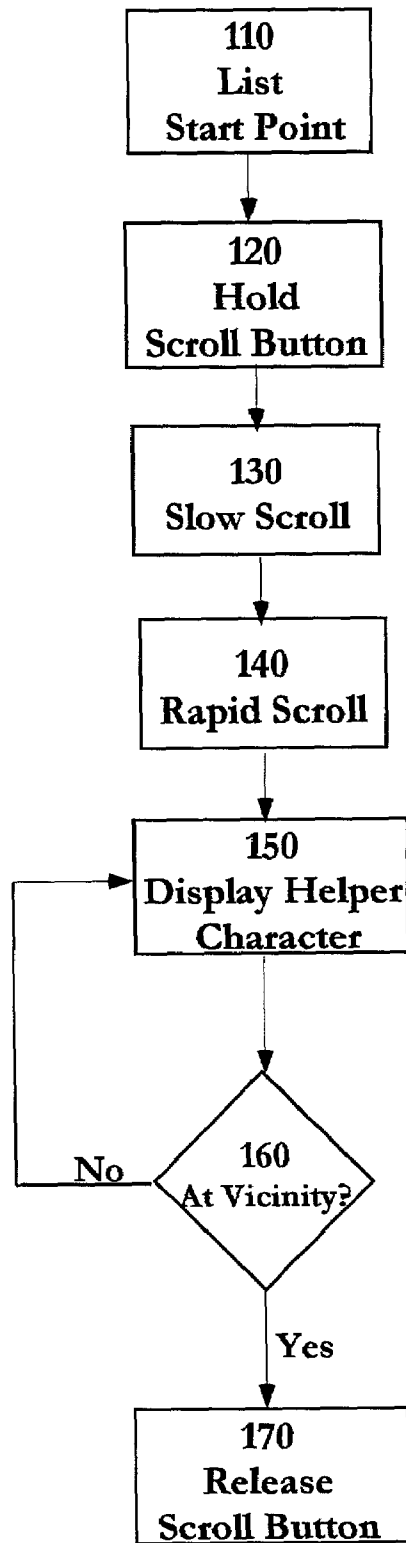 110
List
Start Point
120
Hold
Scroll Button
130
Slow Scroll
140
Rapid Scroll
150
Display Helper
Character
160
At Vicinity?
No
Yes
170
Release
Scroll Button